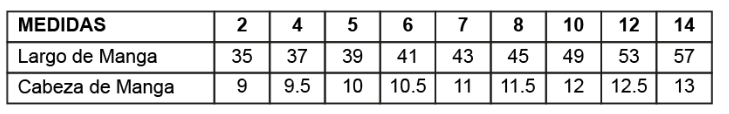 MEDIDAS 2 4 5 6 7 8 10 12 14
Largo de Manga 35 37 39 41 43 45 49 53 57
Cabeza de Manga 9 9.5 10 10.5 11 11.5 12 12.5 13